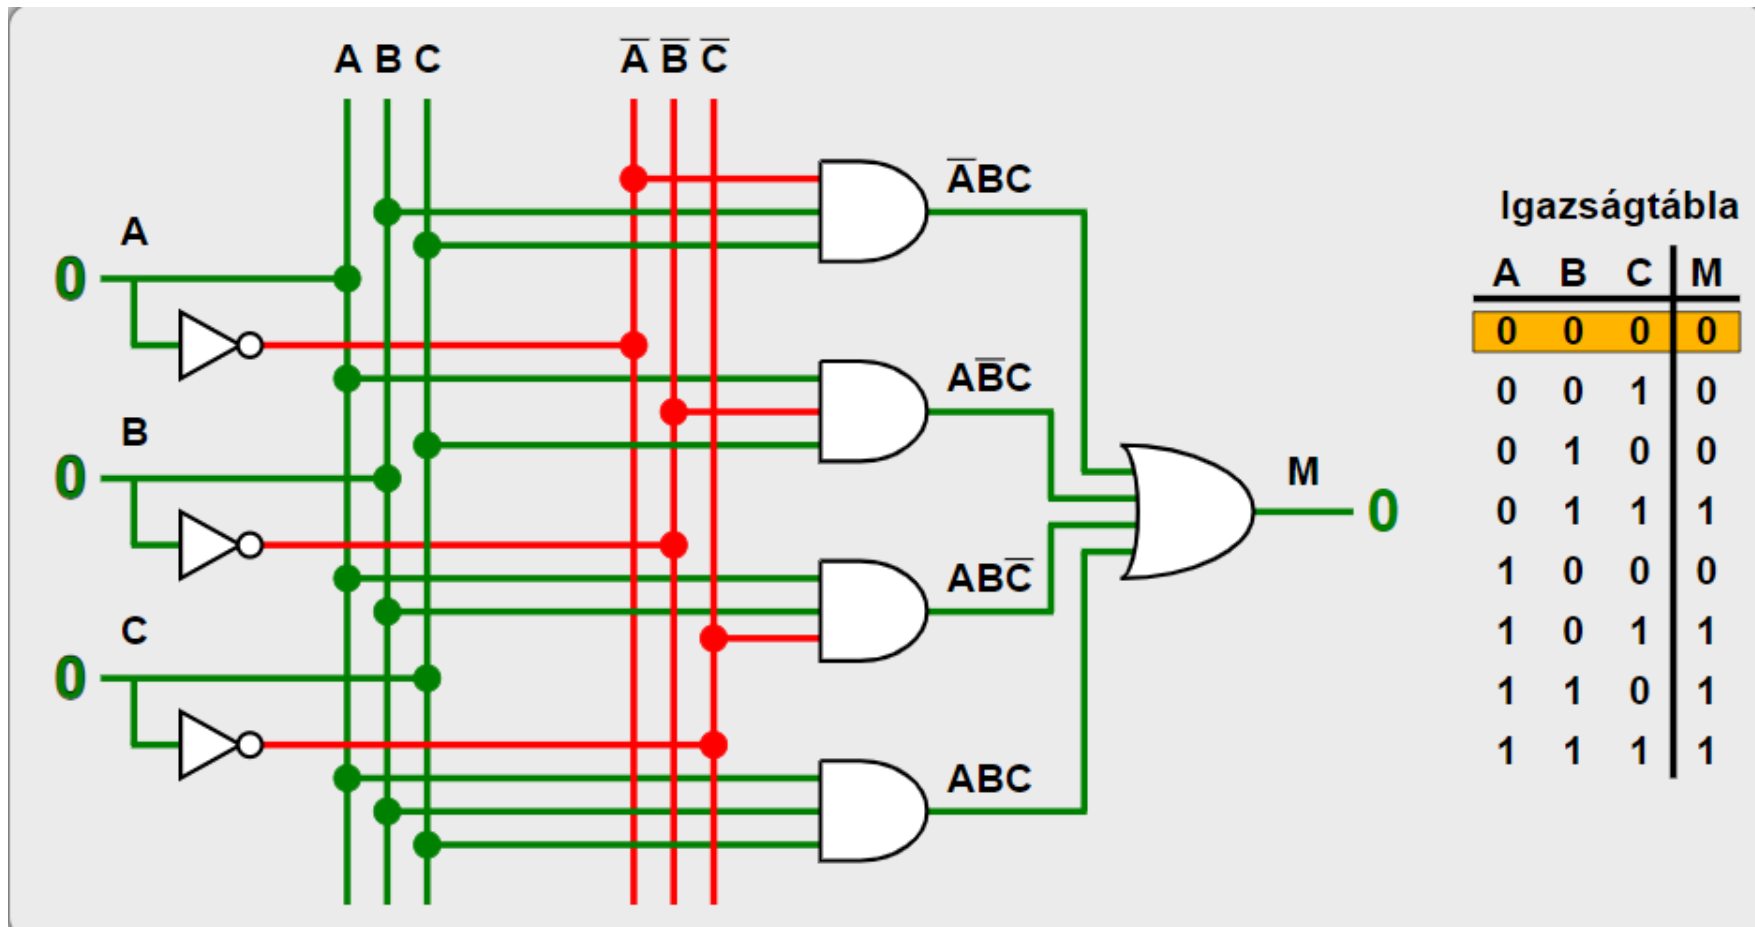 A B C
A̅ B̅ C̅
A̅BC
Igazságtábla
A
0
A B C M
0 0 0 0
AB̅C
0 0 1 0
B
0
0 1 0 0
M
0
0 1 1 1
ABC̅
1 0 0 0
C
0
1 0 1 1
1 1 0 1
ABC
1 1 1 1